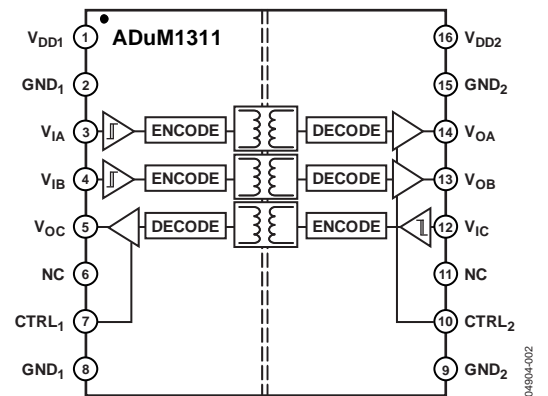 ADuM1311
VDD1 1
16 VDD2
GND1 2
15 GND2
VIA 3 ENCODE DECODE 14 VOA
VIB 4 ENCODE DECODE 13 VOB
VOC 5 DECODE ENCODE 12 VIC
NC 6
11 NC
CTRL1 7
10 CTRL2
GND1 8
9 GND2
04904-002